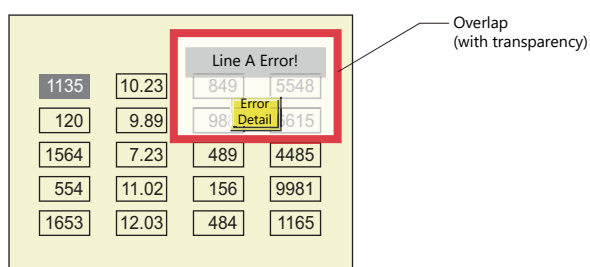 Overlap
(with transparency)
Line A Error!
1135 10.23 849 5548
Error
Detail
120 9.89 615
1564 7.23 489 4485
554 11.02 156 9981
1653 12.03 484 1165